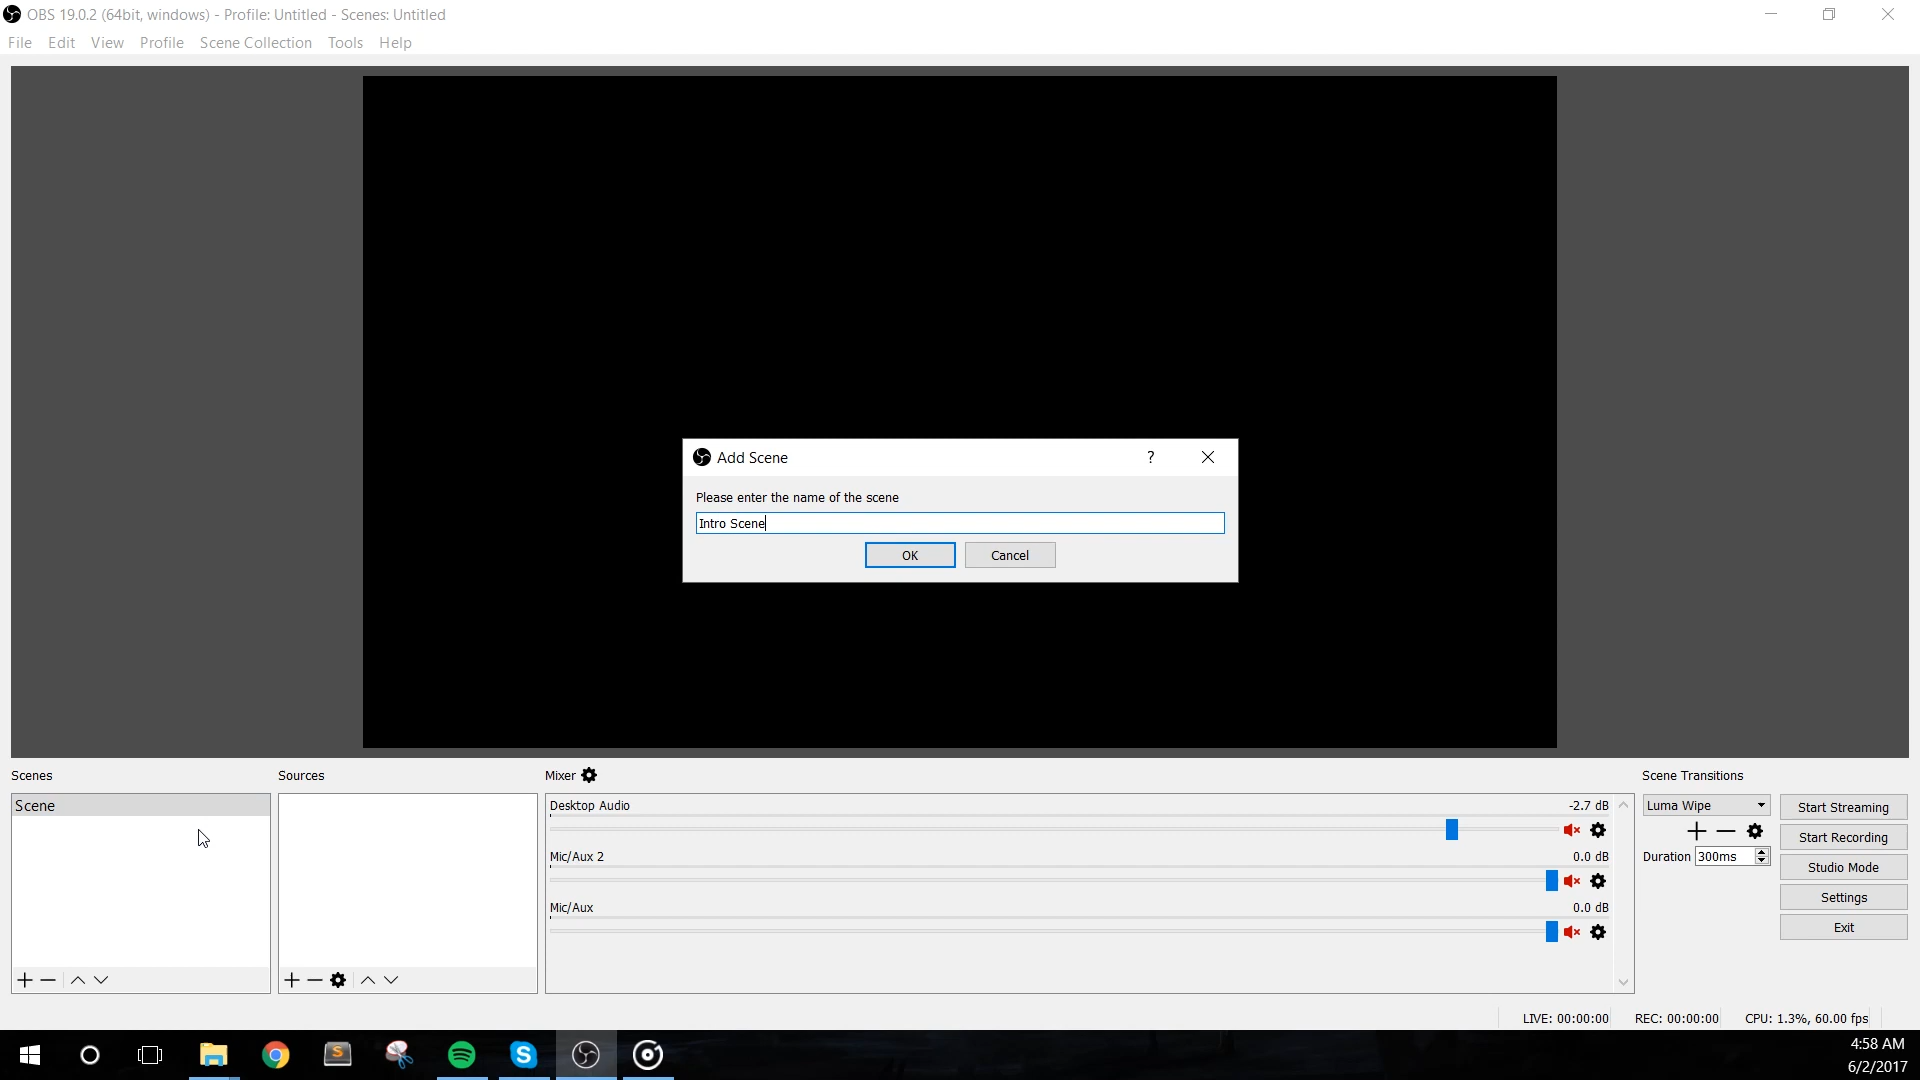 OBS 19.0.2 (64bit, windows) - Profile: Untitled - Scenes: Untitled
File Edit View Profile Scene Collection Tools Help
Add Scene ?
Please enter the name of the scene
Intro Scene
OK Cancel
Scenes Sources Mixer Scene Transitions
Scene
Desktop Audio -2.7 dB
Luma Wipe
Start Streaming
Start Recording
Mic/Aux 2 0.0 dB
Duration 300ms
Studio Mode
Settings
Mic/Aux 0.0 dB
Exit
LIVE: 00:00:00 REC: 00:00:00 CPU: 1.3%, 60.00 fps
4:58 AM
6/2/2017